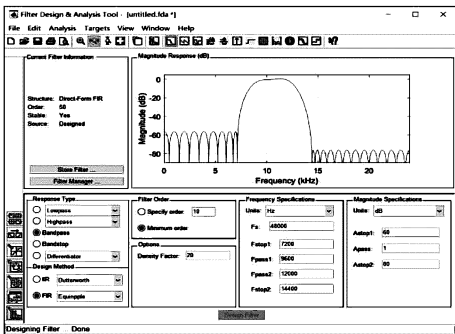 Filter Design & Analysis Tool - [untitled.fda *]
File Edit Analysis Targets View Window Help
Current Filter Information
Structure: Direct-Form FIR
Order: 50
Stable: Yes
Source: Designed
Store Filter ...
Filter Manager ...
Magnitude Response (dB)
Magnitude (dB)
0
-20
-40
-60
-80
0 5 10 15 20
Frequency (kHz)
Response Type
Lowpass
Highpass
Bandpass
Bandstop
Differentiator
Design Method
IIR Butterworth
FIR Equiripple
Filter Order
Specify order: 10
Minimum order
Options
Density Factor: 20
Frequency Specifications
Units: Hz
Fs: 48000
Fstop1: 7200
Fpass1: 9600
Fpass2: 12000
Fstop2: 14400
Magnitude Specifications
Units: dB
Astop1: 60
Apass: 1
Astop2: 80
Design Filter
Designing Filter ... Done